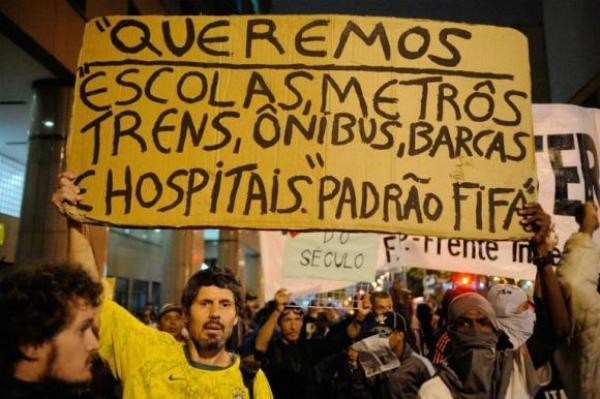 "QUEREMOS
"ESCOLAS, METRÔS
TRENS, ÔNIBUS, BARCAS
E HOSPITAIS." PADRÃO FIFA
DO
SÉCULO
F.P.-Frente